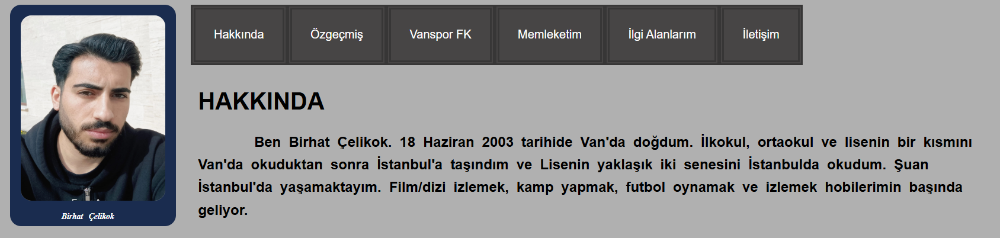 Hakkında
Özgeçmiş
Vanspor FK
Memleketim
İlgi Alanlarım
İletişim
HAKKINDA
Ben Birhat Çelikok. 18 Haziran 2003 tarihide Van'da doğdum. İlkokul, ortaokul ve lisenin bir kısmını
Van'da okuduktan sonra İstanbul'a taşındım ve Lisenin yaklaşık iki senesini İstanbulda okudum. Şuan
İstanbul'da yaşamaktayım. Film/dizi izlemek, kamp yapmak, futbol oynamak ve izlemek hobilerimin başında
geliyor.
Birhat Çelikok